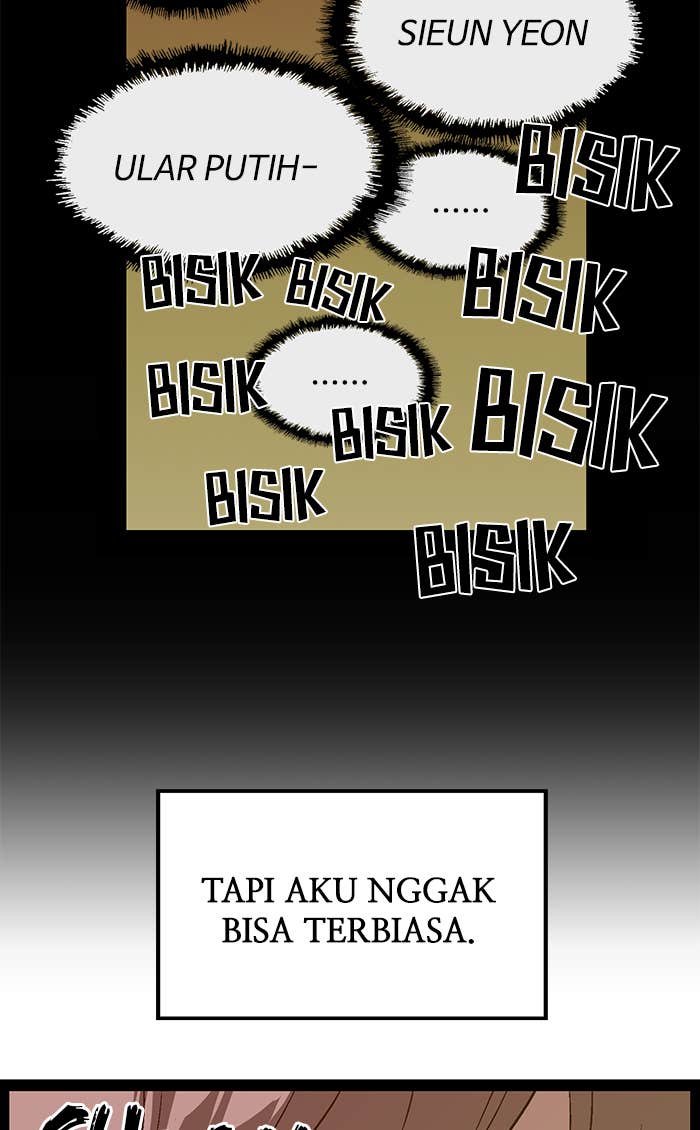 SIEUN YEON
ULAR PUTIH-
......
BISIK
BISIK
BISIK
BISIK
......
BISIK
BISIK
BISIK
BISIK
BISIK
TAPI AKU NGGAK
BISA TERBIASA.